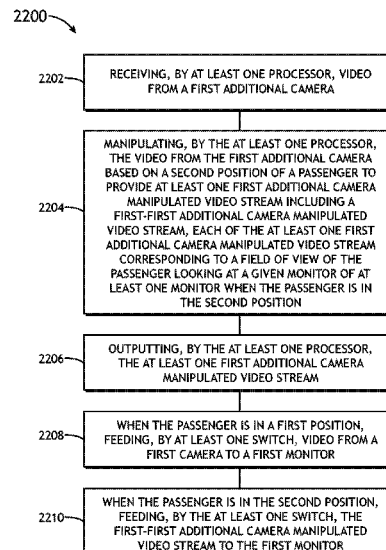 2200
2202
RECEIVING, BY AT LEAST ONE PROCESSOR, VIDEO
FROM A FIRST ADDITIONAL CAMERA
2204
MANIPULATING, BY THE AT LEAST ONE PROCESSOR,
THE VIDEO FROM THE FIRST ADDITIONAL CAMERA
BASED ON A SECOND POSITION OF A PASSENGER TO
PROVIDE AT LEAST ONE FIRST ADDITIONAL CAMERA
MANIPULATED VIDEO STREAM INCLUDING A
FIRST-FIRST ADDITIONAL CAMERA MANIPULATED
VIDEO STREAM, EACH OF THE AT LEAST ONE FIRST
ADDITIONAL CAMERA MANIPULATED VIDEO STREAM
CORRESPONDING TO A FIELD OF VIEW OF THE
PASSENGER LOOKING AT A GIVEN MONITOR OF AT
LEAST ONE MONITOR WHEN THE PASSENGER IS IN
THE SECOND POSITION
2206
OUTPUTTING, BY THE AT LEAST ONE PROCESSOR,
THE AT LEAST ONE FIRST ADDITIONAL CAMERA
MANIPULATED VIDEO STREAM
2208
WHEN THE PASSENGER IS IN A FIRST POSITION,
FEEDING, BY AT LEAST ONE SWITCH, VIDEO FROM A
FIRST CAMERA TO A FIRST MONITOR
2210
WHEN THE PASSENGER IS IN THE SECOND POSITION,
FEEDING, BY THE AT LEAST ONE SWITCH, THE
FIRST-FIRST ADDITIONAL CAMERA MANIPULATED
VIDEO STREAM TO THE FIRST MONITOR